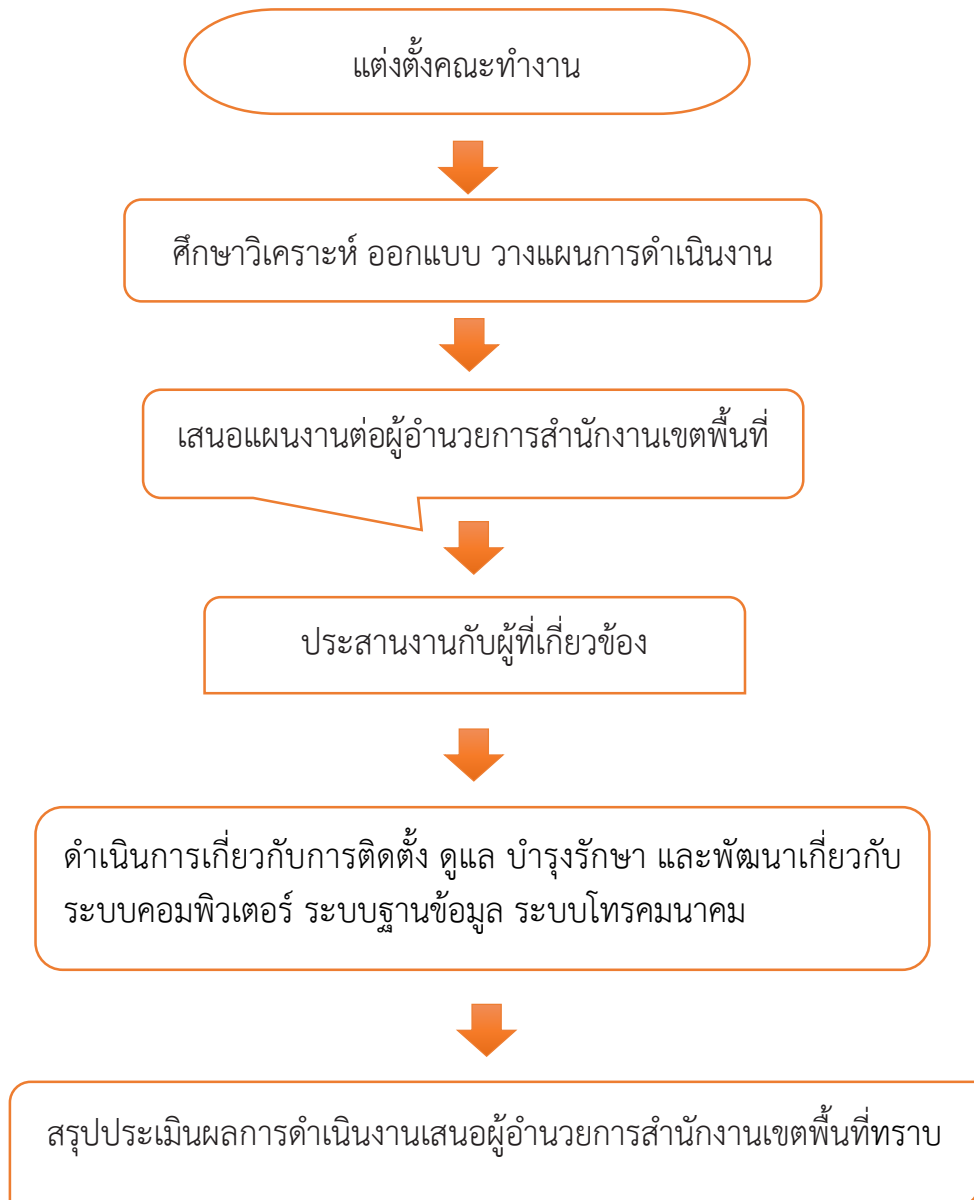 แต่งตั้งคณะทำงาน
ศึกษาวิเคราะห์ ออกแบบ วางแผนการดำเนินงาน
เสนอแผนงานต่อผู้อำนวยการสำนักงานเขตพื้นที่
ประสานงานกับผู้ที่เกี่ยวข้อง
ดำเนินการเกี่ยวกับการติดตั้ง ดูแล บำรุงรักษา และพัฒนาเกี่ยวกับ
ระบบคอมพิวเตอร์ ระบบฐานข้อมูล ระบบโทรคมนาคม
สรุปประเมินผลการดำเนินงานเสนอผู้อำนวยการสำนักงานเขตพื้นที่ทราบ